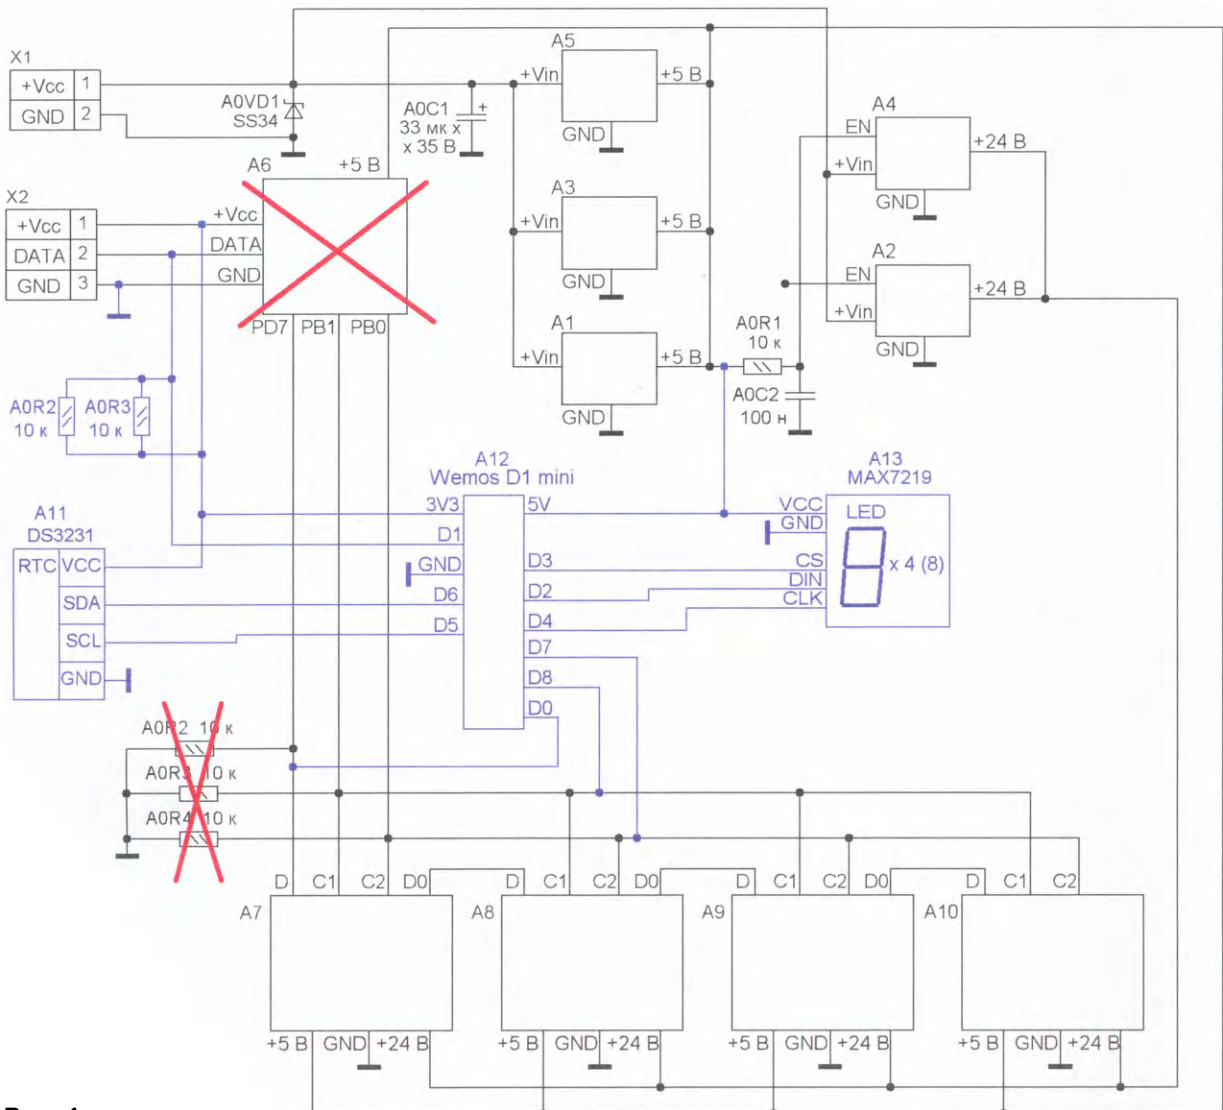 X1
+Vcc 1
GND 2
A0VD1
SS34
A0C1
33 мк х
х 35 В
A5
+Vin
+5 В
GND
A4
EN
+24 В
+Vin
GND
A6
+5 В
X2
+Vcc 1
DATA 2
GND 3
+Vcc
DATA
GND
PD7 PB1 PB0
A3
+Vin
+5 В
GND
A2
EN
+24 В
+Vin
GND
A1
+Vin
+5 В
GND
A0R1
10 к
A0C2
100 н
A0R2
10 к
A0R3
10 к
A12
Wemos D1 mini
3V3
D1
GND
D6
D5
5V
D3
D2
D4
D7
D8
D0
A13
MAX7219
VCC
GND
CS
DIN
CLK
LED
х 4 (8)
A11
DS3231
RTC
VCC
SDA
SCL
GND
A0R2 10 к
A0R3 10 к
A0R4 10 к
D C1 C2 D0
A7
+5 В GND +24 В
D C1 C2 D0
A8
+5 В GND +24 В
D C1 C2 D0
A9
+5 В GND +24 В
D C1 C2
A10
+5 В GND +24 В